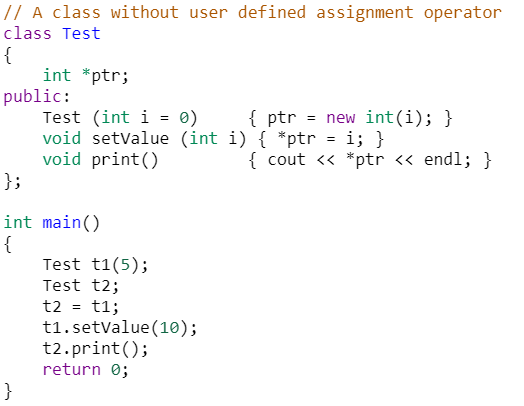 // A class without user defined assignment operator
class Test
{
    int *ptr;
public:
    Test (int i = 0)     { ptr = new int(i); }
    void setValue (int i) { *ptr = i; }
    void print()         { cout << *ptr << endl; }
};

int main()
{
    Test t1(5);
    Test t2;
    t2 = t1;
    t1.setValue(10);
    t2.print();
    return 0;
}